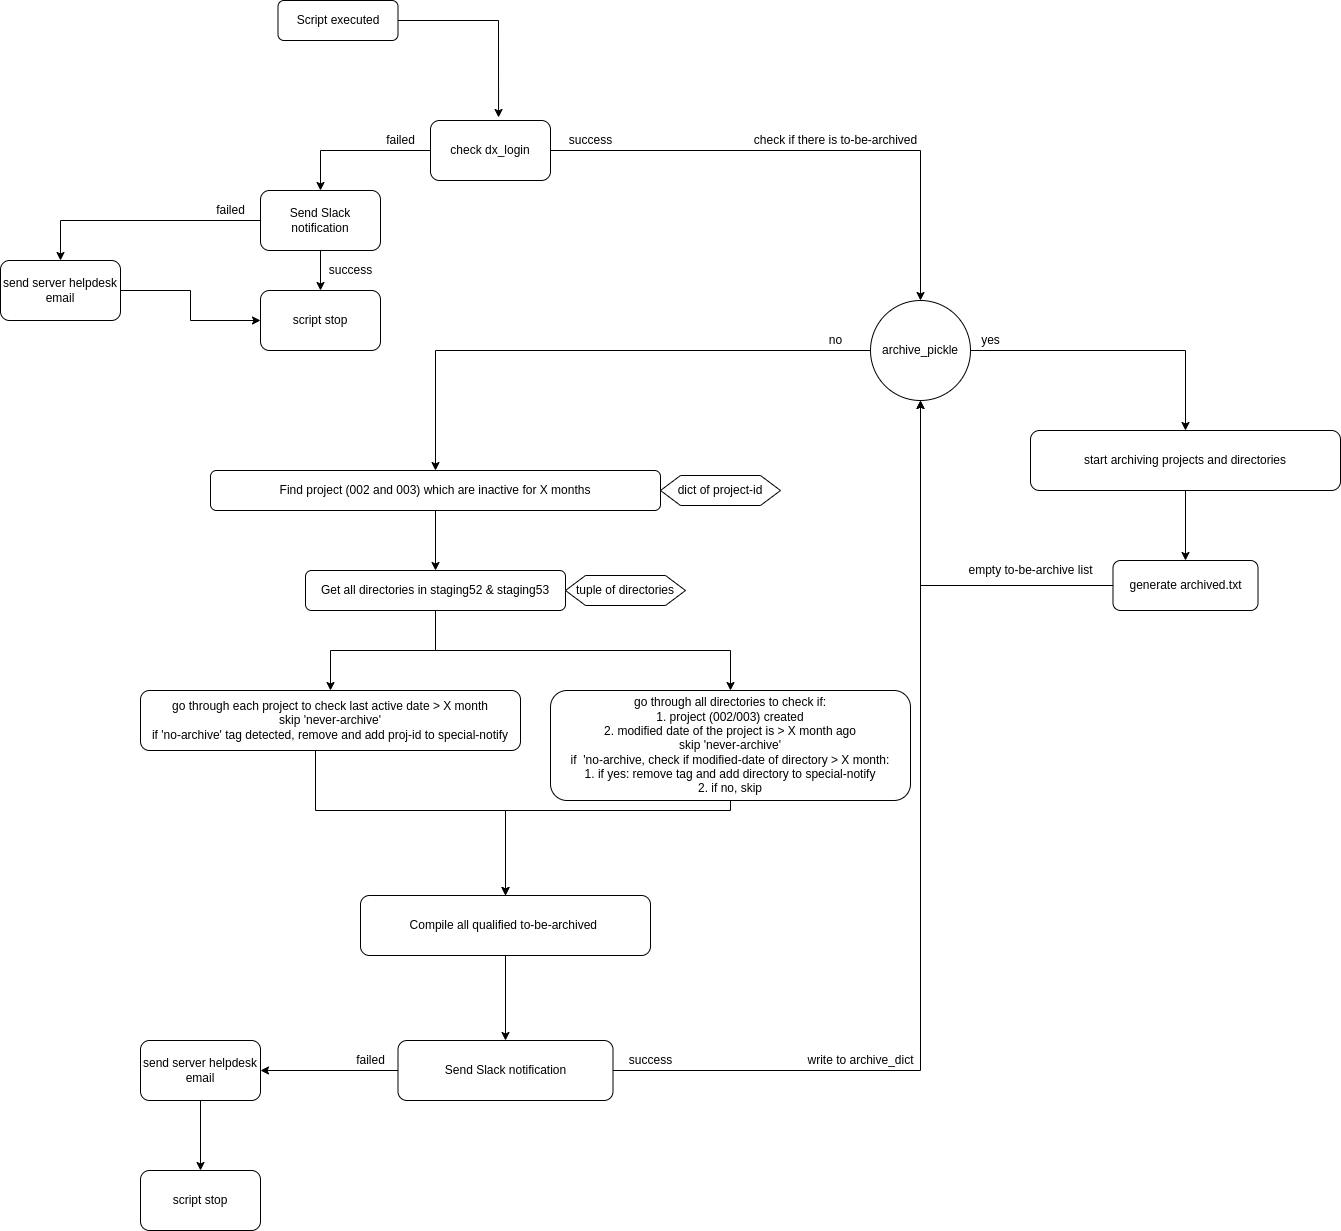 Script executed
failed
check dx_login
success
check if there is to-be-archived
failed
Send Slack
notification
success
send server helpdesk
email
script stop
no
archive_pickle
yes
start archiving projects and directories
Find project (002 and 003) which are inactive for X months
dict of project-id
empty to-be-archive list
generate archived.txt
Get all directories in staging52 & staging53
tuple of directories
go through each project to check last active date > X month
skip 'never-archive'
if 'no-archive' tag detected, remove and add proj-id to special-notify
go through all directories to check if:
1. project (002/003) created
2. modified date of the project is > X month ago
skip 'never-archive'
if  'no-archive, check if modified-date of directory > X month:
1. if yes: remove tag and add directory to special-notify
2. if no, skip
Compile all qualified to-be-archived
send server helpdesk
email
failed
Send Slack notification
success
write to archive_dict
script stop